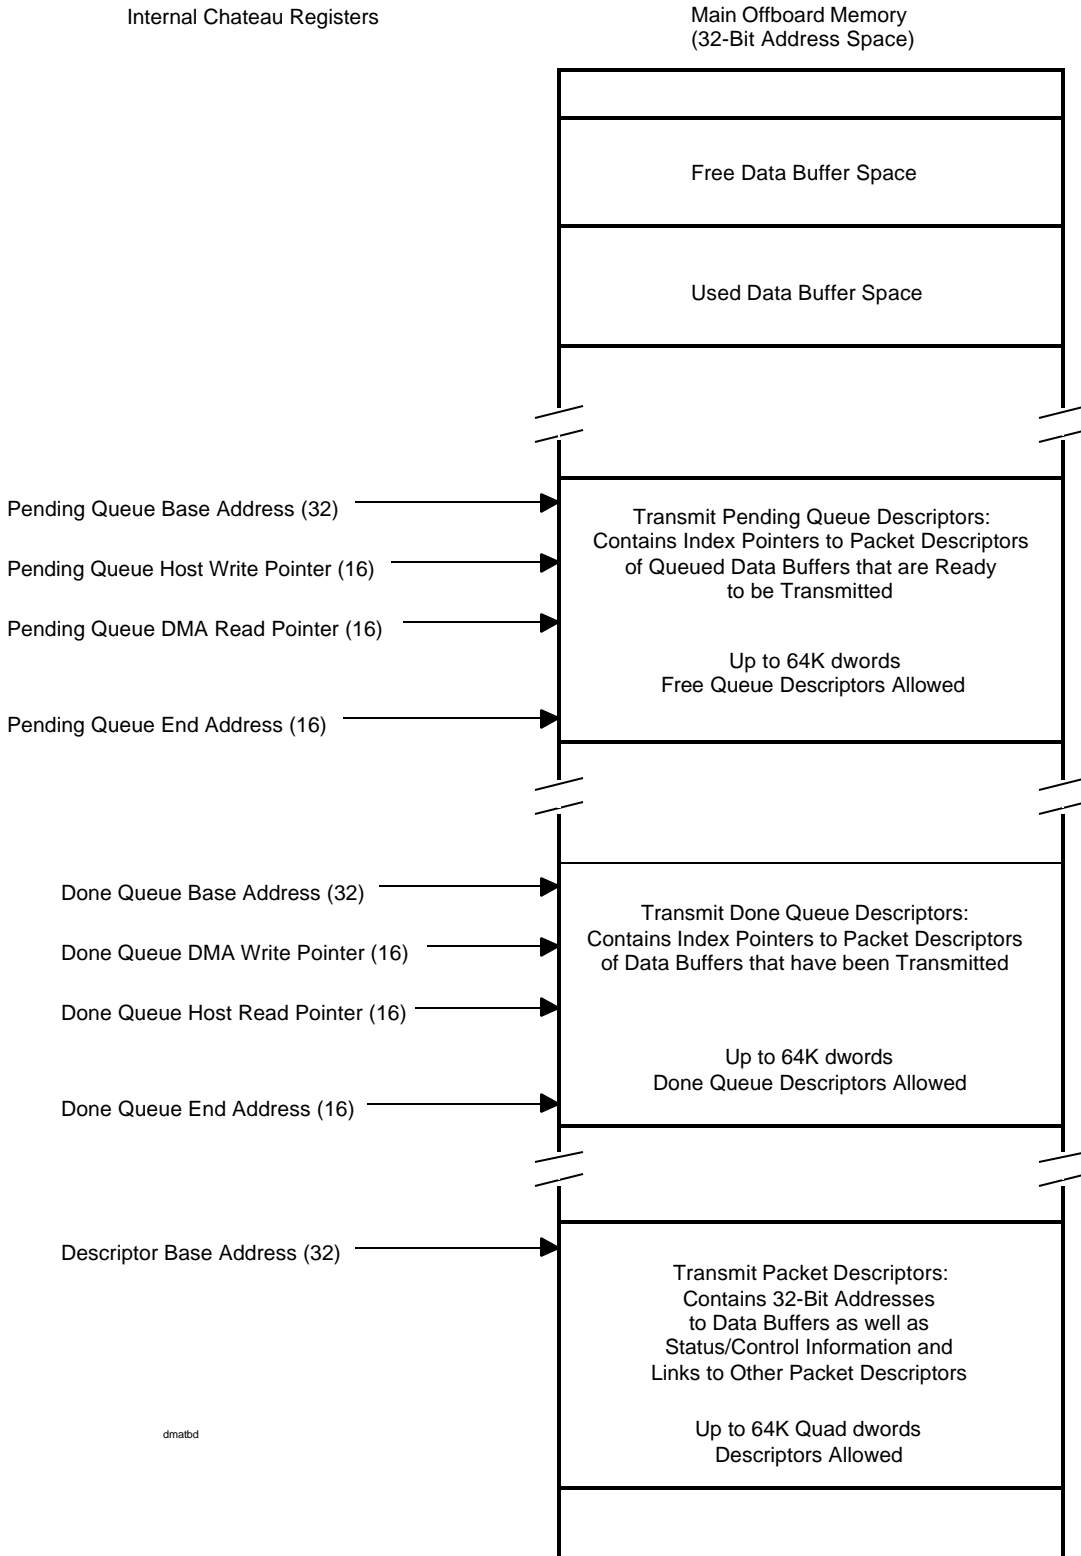 Internal Chateau Registers
Main Offboard Memory
(32-Bit Address Space)
Free Data Buffer Space
Used Data Buffer Space
Pending Queue Base Address (32)
Pending Queue Host Write Pointer (16)
Pending Queue DMA Read Pointer (16)
Pending Queue End Address (16)
Transmit Pending Queue Descriptors:
Contains Index Pointers to Packet Descriptors
of Queued Data Buffers that are Ready
to be Transmitted
Up to 64K dwords
Free Queue Descriptors Allowed
Done Queue Base Address (32)
Done Queue DMA Write Pointer (16)
Done Queue Host Read Pointer (16)
Done Queue End Address (16)
Transmit Done Queue Descriptors:
Contains Index Pointers to Packet Descriptors
of Data Buffers that have been Transmitted
Up to 64K dwords
Done Queue Descriptors Allowed
Descriptor Base Address (32)
Transmit Packet Descriptors:
Contains 32-Bit Addresses
to Data Buffers as well as
Status/Control Information and
Links to Other Packet Descriptors
Up to 64K Quad dwords
Descriptors Allowed
dmatbd